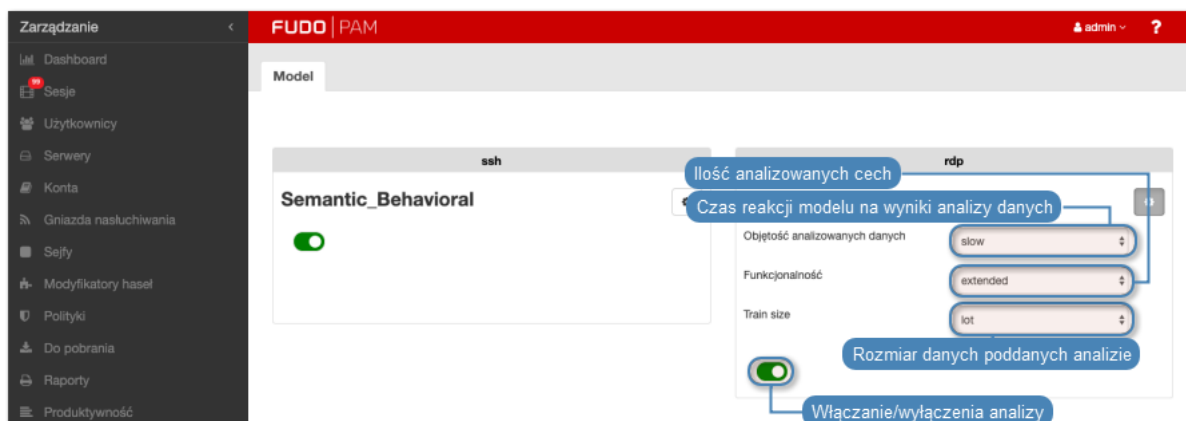 Zarządzanie
FUDO PAM
admin
?
Dashboard
99
Sesje
Użytkownicy
Serwery
Konta
Gniazda nasłuchiwania
Sejfy
Modyfikatory haseł
Polityki
Do pobrania
Raporty
Produktywność
Model
ssh
Semantic_Behavioral
rdp
Ilość analizowanych cech
Czas reakcji modelu na wyniki analizy danych
Objętość analizowanych danych
slow
Funkcjonalność
extended
Train size
lot
Rozmiar danych poddanych analizie
Włączanie/wyłączenia analizy